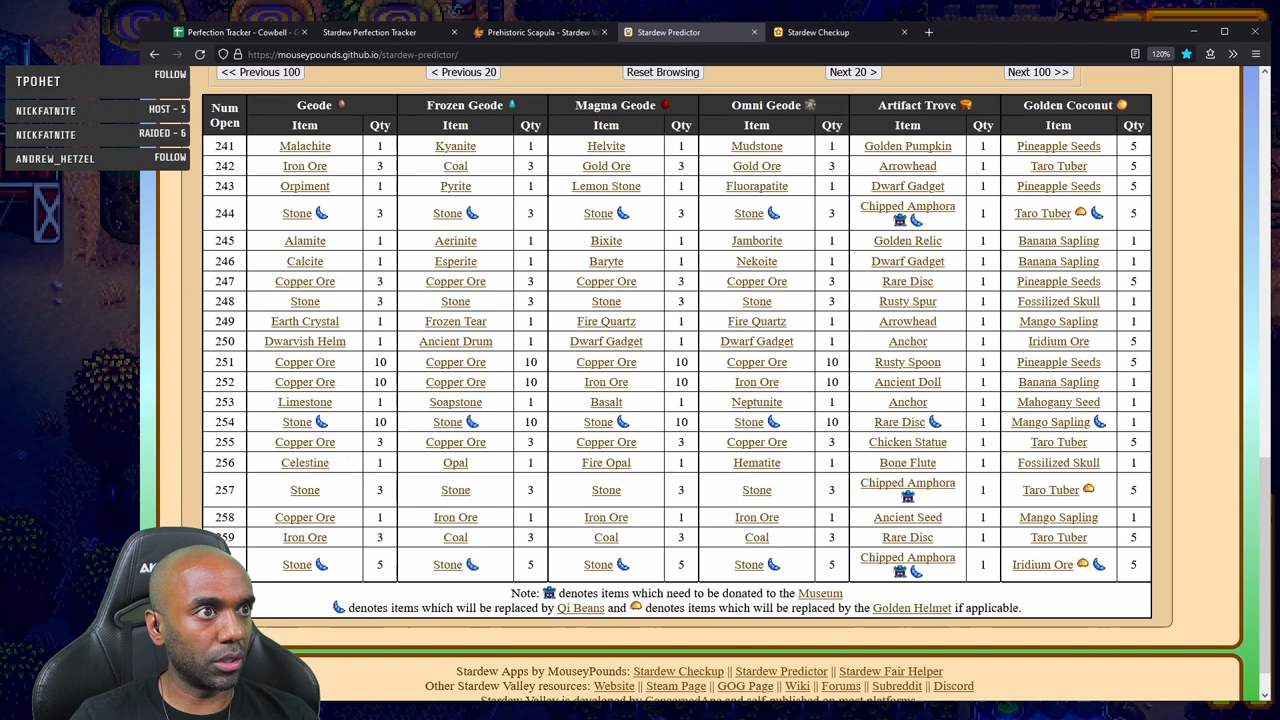 Perfection Tracker - Cowbell - G
Stardew Perfection Tracker
Prehistoric Scapula - Stardew V
Stardew Predictor
Stardew Checkup
https://mouseypounds.github.io/stardew-predictor/
120%
TPOHET FOLLOW
NICKFATNITE HOST - 5
NICKFATNITE RAIDED - 6
ANDREW_HETZEL FOLLOW
<< Previous 100 < Previous 20 Reset Browsing Next 20 > Next 100 >>
Num Open Geode Frozen Geode Magma Geode Omni Geode Artifact Trove Golden Coconut
Item Qty Item Qty Item Qty Item Qty Item Qty Item Qty
241 Malachite 1 Kyanite 1 Helvite 1 Mudstone 1 Golden Pumpkin 1 Pineapple Seeds 5
242 Iron Ore 3 Coal 3 Gold Ore 3 Gold Ore 3 Arrowhead 1 Taro Tuber 5
243 Orpiment 1 Pyrite 1 Lemon Stone 1 Fluorapatite 1 Dwarf Gadget 1 Pineapple Seeds 5
244 Stone 3 Stone 3 Stone 3 Stone 3 Chipped Amphora 1 Taro Tuber 5
245 Alamite 1 Aerinite 1 Bixite 1 Jamborite 1 Golden Relic 1 Banana Sapling 1
246 Calcite 1 Esperite 1 Baryte 1 Nekoite 1 Dwarf Gadget 1 Banana Sapling 1
247 Copper Ore 3 Copper Ore 3 Copper Ore 3 Copper Ore 3 Rare Disc 1 Pineapple Seeds 5
248 Stone 3 Stone 3 Stone 3 Stone 3 Rusty Spur 1 Fossilized Skull 1
249 Earth Crystal 1 Frozen Tear 1 Fire Quartz 1 Fire Quartz 1 Arrowhead 1 Mango Sapling 1
250 Dwarvish Helm 1 Ancient Drum 1 Dwarf Gadget 1 Dwarf Gadget 1 Anchor 1 Iridium Ore 5
251 Copper Ore 10 Copper Ore 10 Copper Ore 10 Copper Ore 10 Rusty Spoon 1 Pineapple Seeds 5
252 Copper Ore 10 Copper Ore 10 Iron Ore 10 Iron Ore 10 Ancient Doll 1 Banana Sapling 1
253 Limestone 1 Soapstone 1 Basalt 1 Neptunite 1 Anchor 1 Mahogany Seed 1
254 Stone 10 Stone 10 Stone 10 Stone 10 Rare Disc 1 Mango Sapling 1
255 Copper Ore 3 Copper Ore 3 Copper Ore 3 Copper Ore 3 Chicken Statue 1 Taro Tuber 5
256 Celestine 1 Opal 1 Fire Opal 1 Hematite 1 Bone Flute 1 Fossilized Skull 1
257 Stone 3 Stone 3 Stone 3 Stone 3 Chipped Amphora 1 Taro Tuber 5
258 Copper Ore 1 Iron Ore 1 Iron Ore 1 Iron Ore 1 Ancient Seed 1 Mango Sapling 1
259 Iron Ore 3 Coal 3 Coal 3 Coal 3 Rare Disc 1 Taro Tuber 5
Stone 5 Stone 5 Stone 5 Stone 5 Chipped Amphora 1 Iridium Ore 5
Note: denotes items which need to be donated to the Museum
denotes items which will be replaced by Qi Beans and denotes items which will be replaced by the Golden Helmet if applicable.
Stardew Apps by MouseyPounds: Stardew Checkup || Stardew Predictor || Stardew Fair Helper
Other Stardew Valley resources: Website || Steam Page || GOG Page || Wiki || Forums || Subreddit || Discord
Stardew Valley is developed by ConcernedApe and self-published on most platforms.